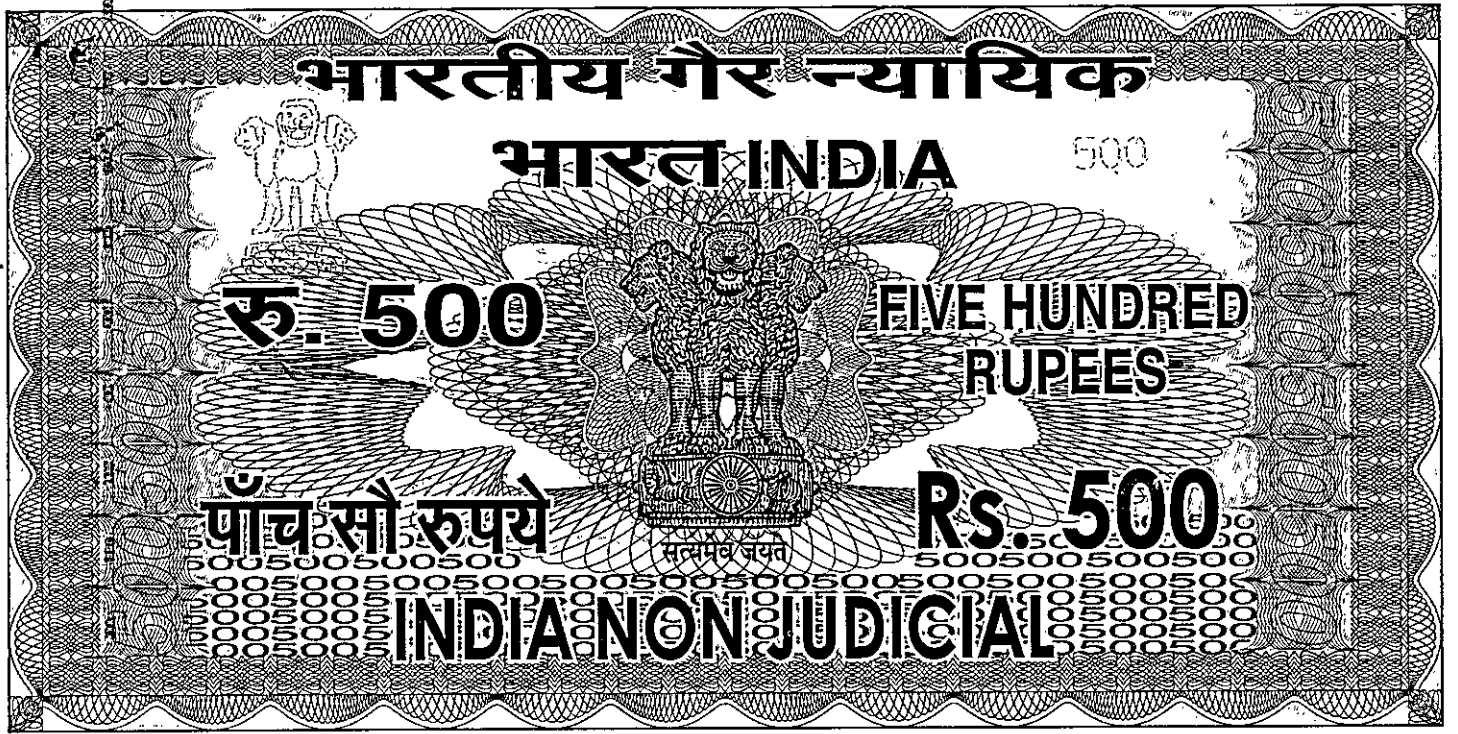 भारतीय गैर न्यायिक
भारत INDIA
500
रु. 500
FIVE HUNDRED
RUPEES
पाँच सौ रुपये
Rs. 500
सत्यमेव जयते
INDIA NON JUDICIAL